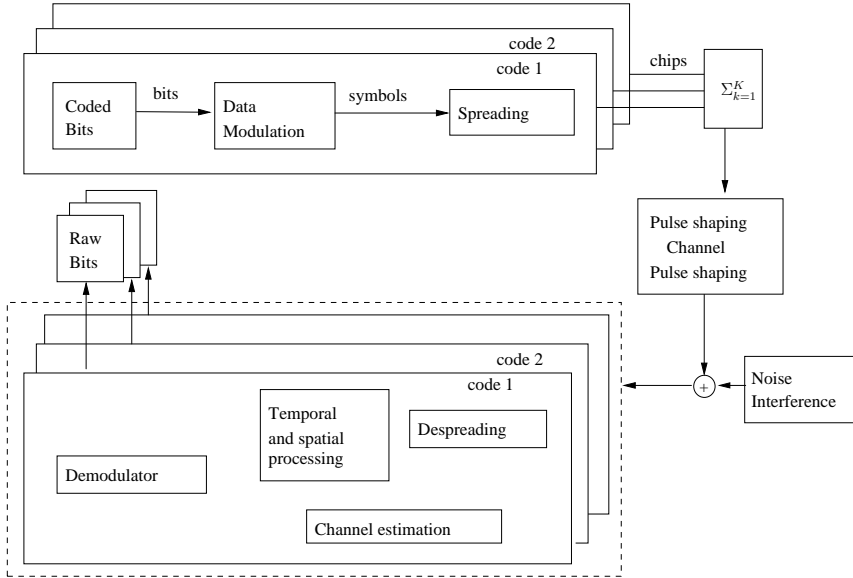 code 2
code 1
chips
Coded
Bits
bits
Data
Modulation
symbols
Spreading
Σ_{k=1}^{K}
Raw
Bits
Pulse shaping
Channel
Pulse shaping
code 2
code 1
Temporal
and spatial
processing
Despreading
Demodulator
Channel estimation
+
Noise
Interference